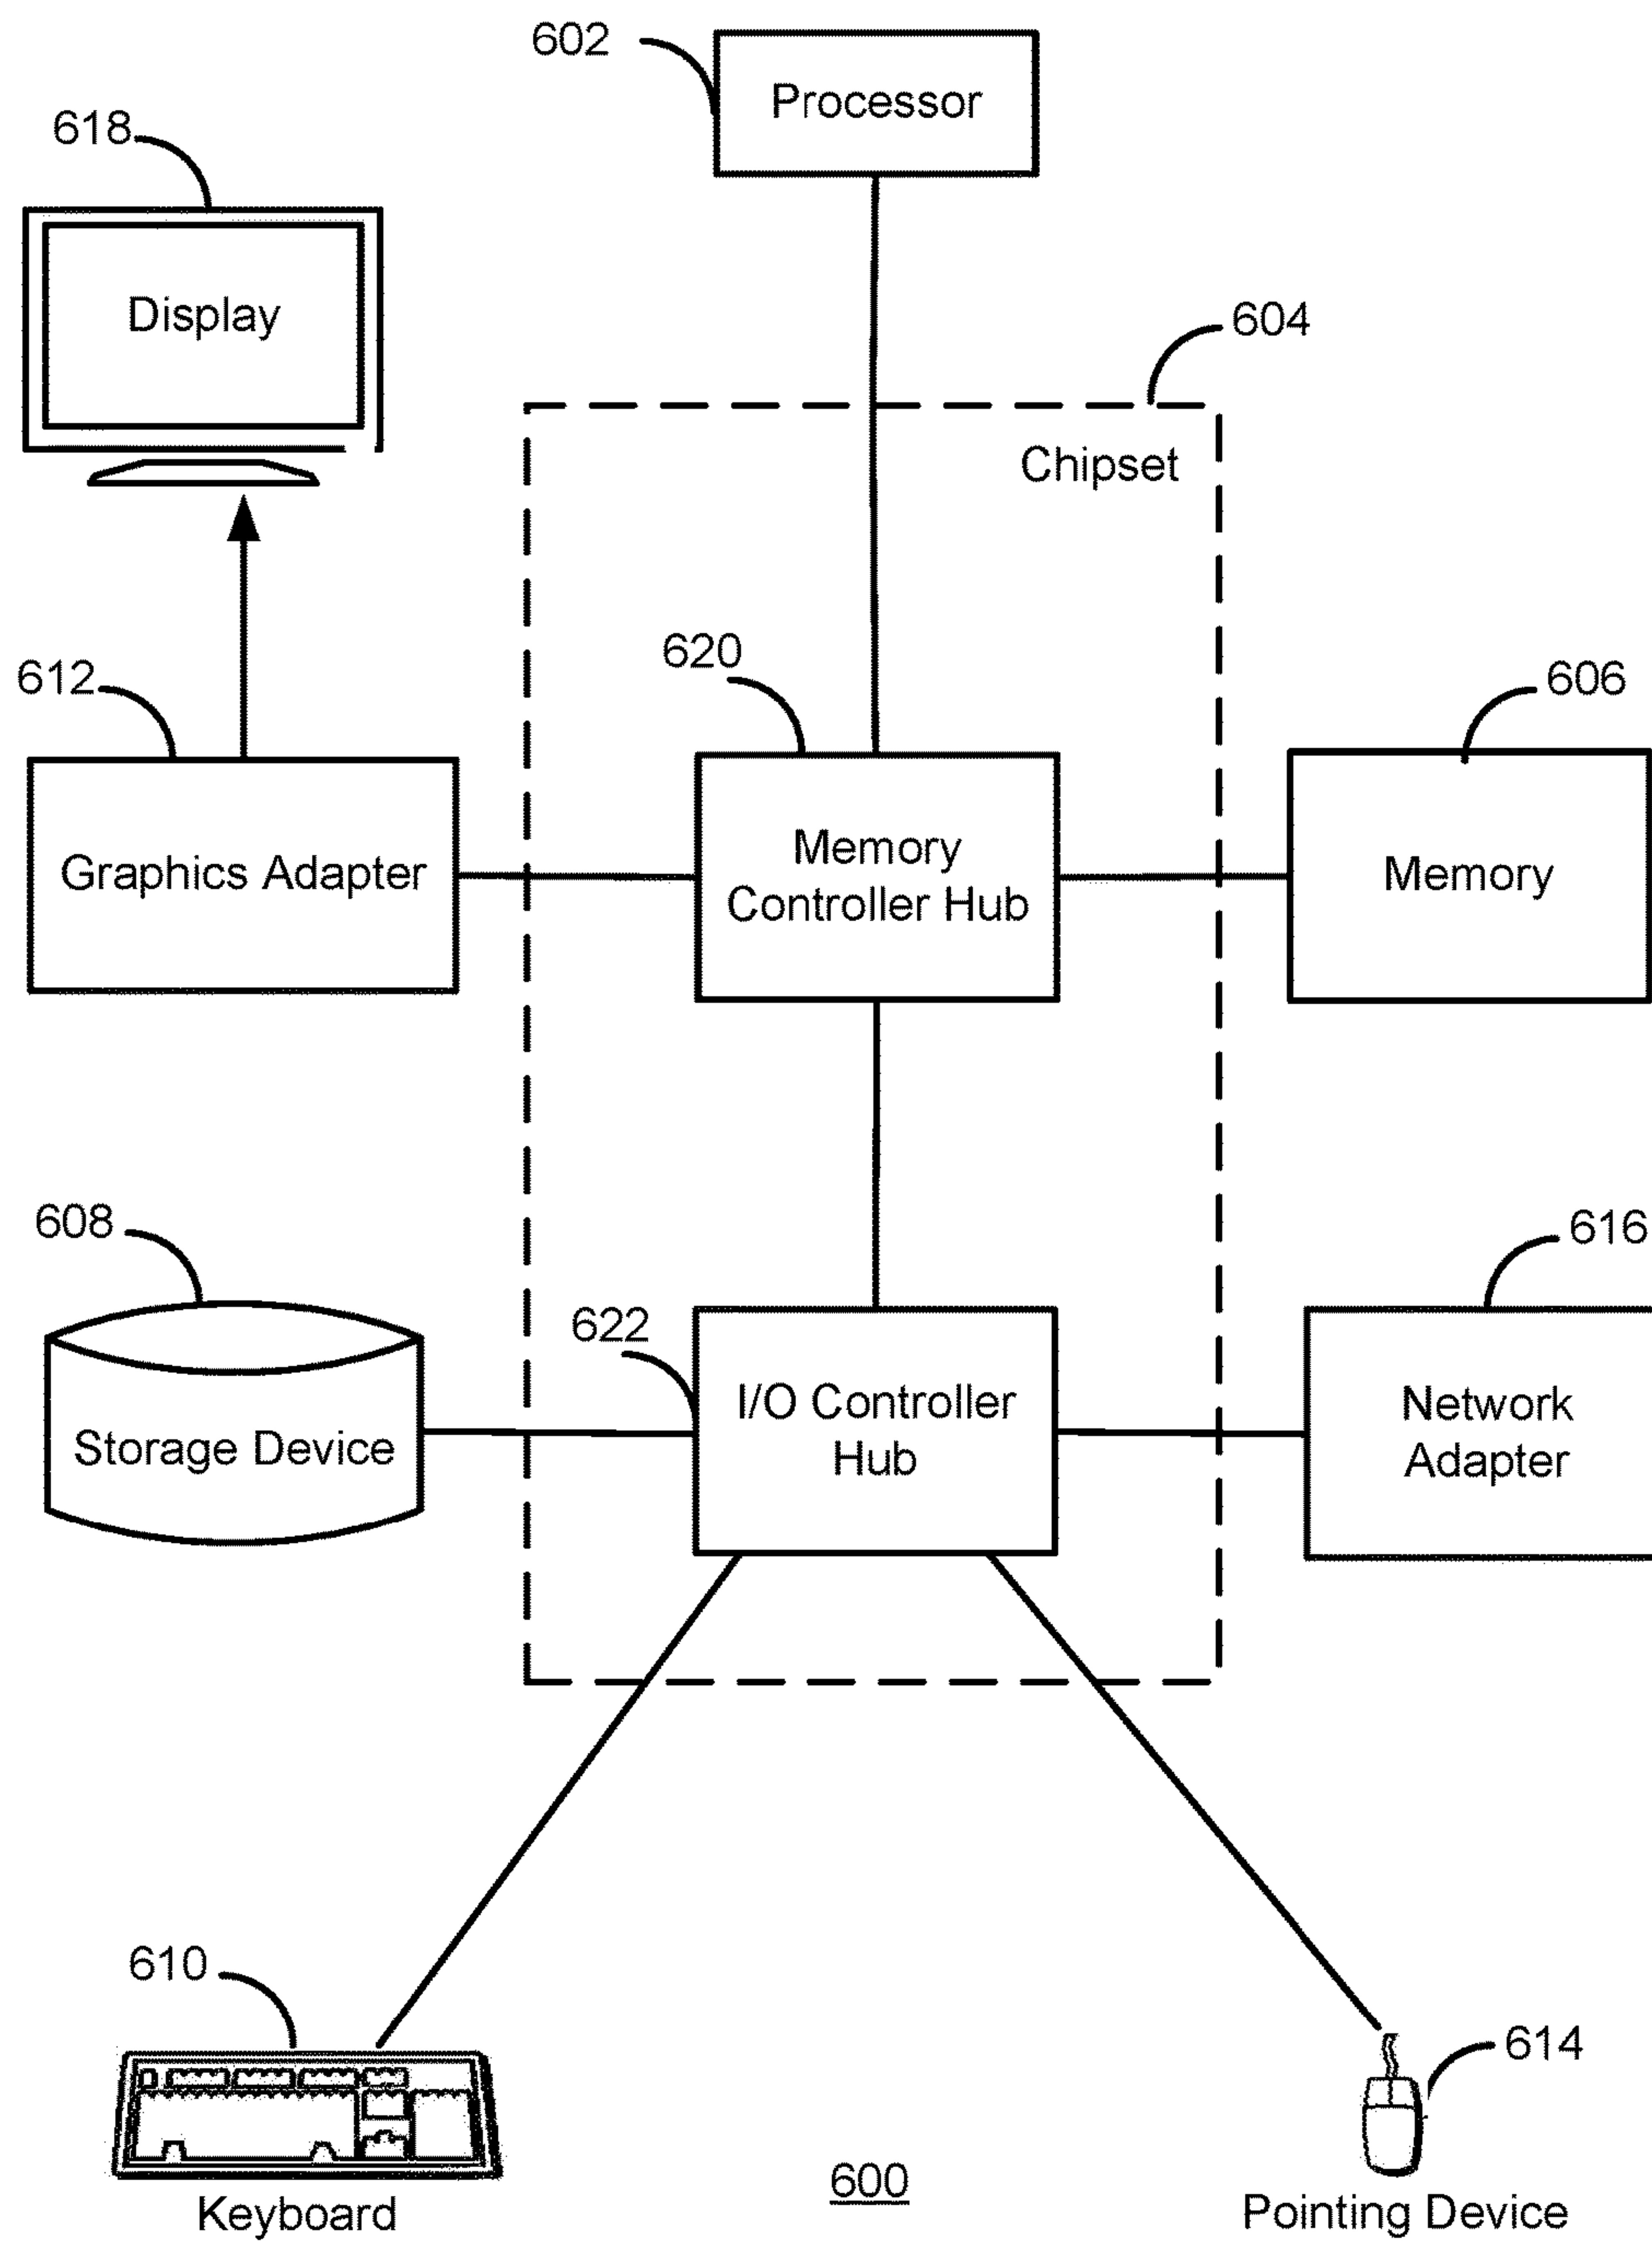 602
Processor
618
Display
604
Chipset
620
612
606
Memory
Controller Hub
Graphics Adapter
Memory
608
616
622
I/O Controller
Hub
Storage Device
Network
Adapter
610
614
600
Keyboard
Pointing Device